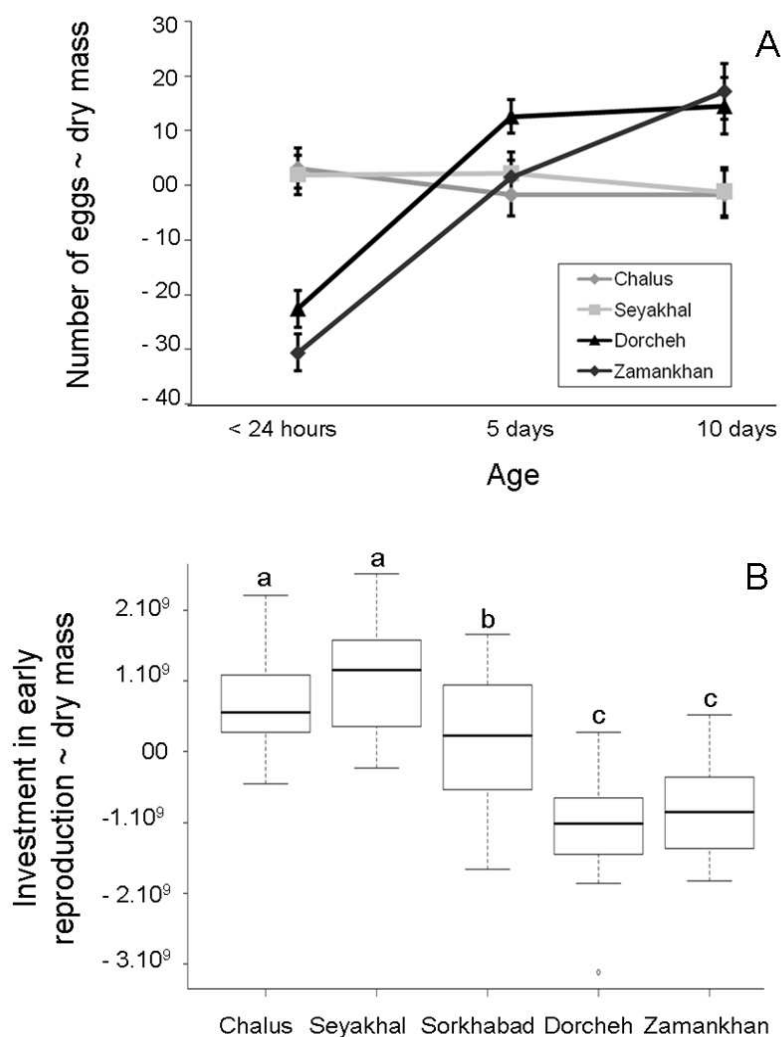 A
Number of eggs ~ dry mass
30
20
10
00
- 10
- 20
- 30
- 40
Chalus
Seyakhal
Dorcheh
Zamankhan
< 24 hours 5 days 10 days
Age
B
Investment in early
reproduction ~ dry mass
2.10⁹
1.10⁹
00
-1.10⁹
- 2.10⁹
- 3.10⁹
a a b c c
Chalus Seyakhal Sorkhabad Dorcheh Zamankhan